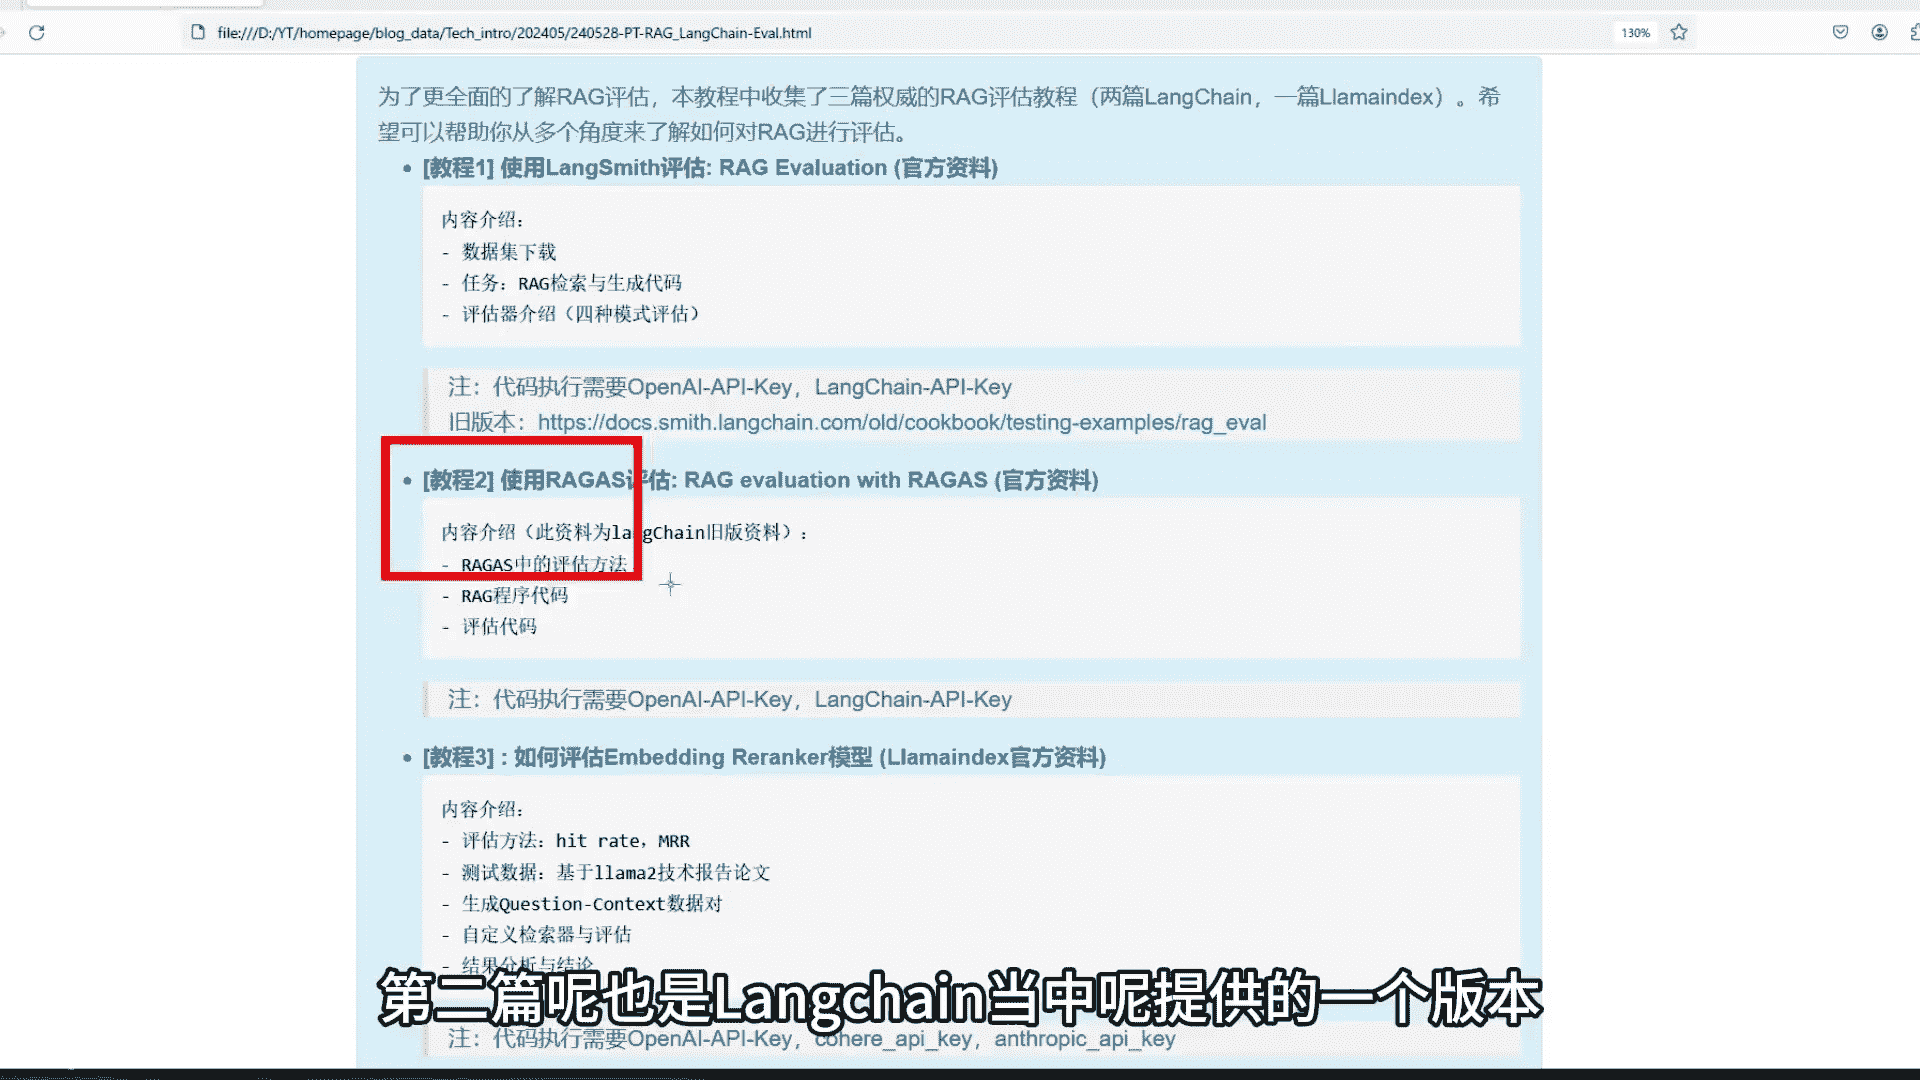 file:///D:/YT/homepage/blog_data/Tech_intro/202405/240528-PT-RAG_LangChain-Eval.html
130%
为了更全面的了解RAG评估，本教程中收集了三篇权威的RAG评估教程（两篇LangChain，一篇Llamaindex）。希
望可以帮助你从多个角度来了解如何对RAG进行评估。
• [教程1] 使用LangSmith评估: RAG Evaluation (官方资料)
内容介绍：
- 数据集下载
- 任务：RAG检索与生成代码
- 评估器介绍（四种模式评估）
注：代码执行需要OpenAI-API-Key，LangChain-API-Key
旧版本：https://docs.smith.langchain.com/old/cookbook/testing-examples/rag_eval
• [教程2] 使用RAGAS评估: RAG evaluation with RAGAS (官方资料)
内容介绍（此资料为langChain旧版资料）：
- RAGAS中的评估方法
- RAG程序代码
- 评估代码
注：代码执行需要OpenAI-API-Key，LangChain-API-Key
• [教程3] : 如何评估Embedding Reranker模型 (Llamaindex官方资料)
内容介绍：
- 评估方法：hit rate，MRR
- 测试数据：基于llama2技术报告论文
- 生成Question-Context数据对
- 自定义检索器与评估
- 结果分析与结论
第二篇呢也是Langchain当中呢提供的一个版本
注：代码执行需要OpenAI-API-Key，cohere_api_key，anthropic_api_key